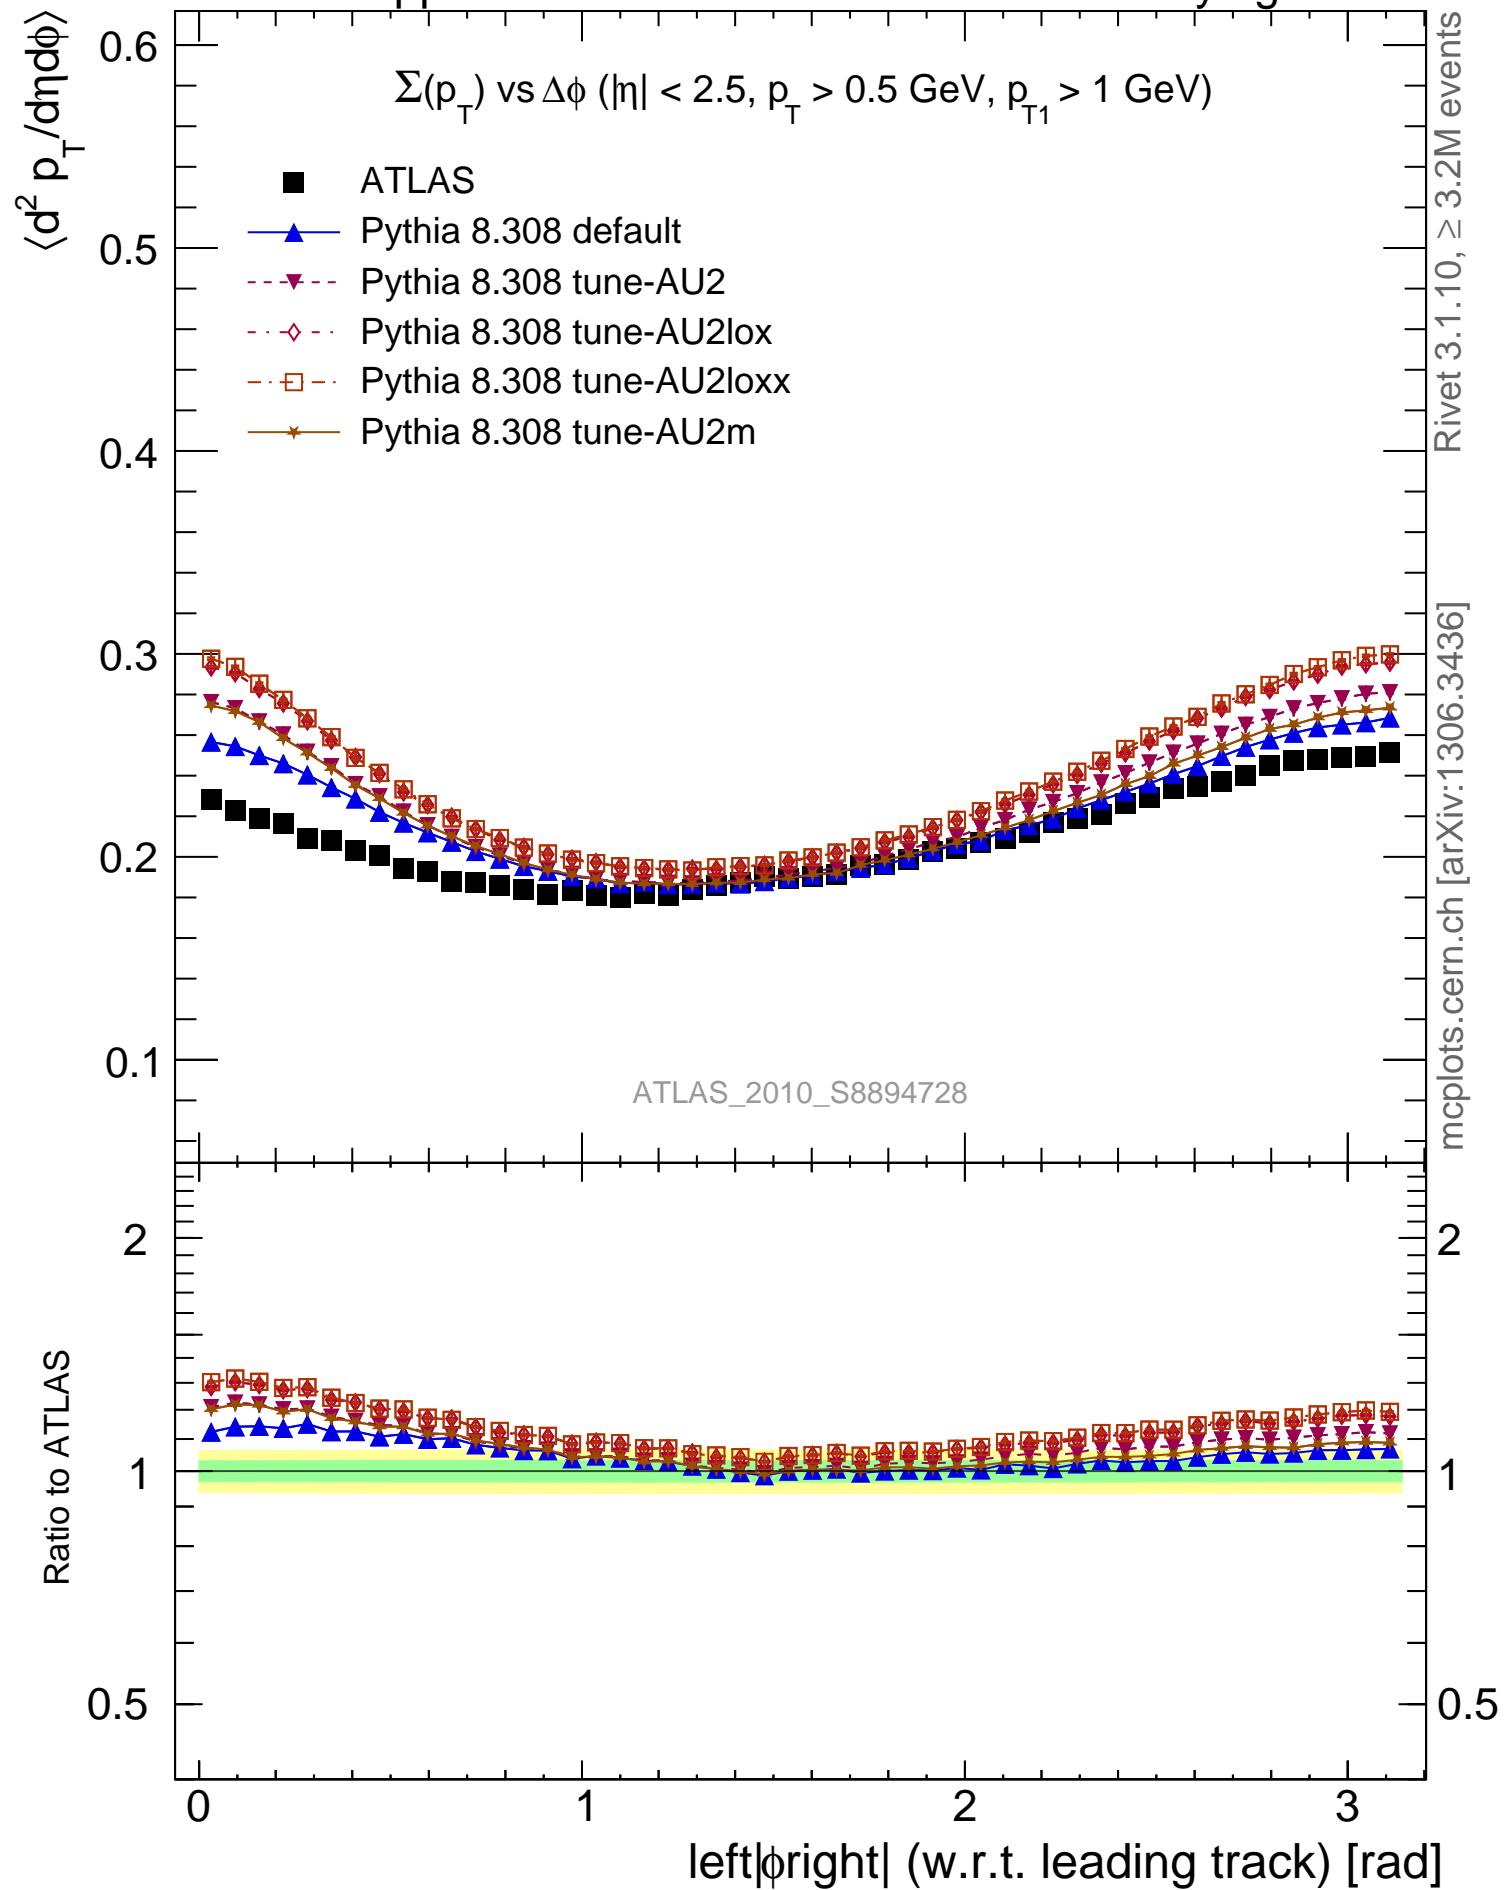 ⟨d² p_T/dηdϕ⟩
Σ(p_T) vs Δϕ (|η| < 2.5, p_T > 0.5 GeV, p_T1 > 1 GeV)
ATLAS
Pythia 8.308 default
Pythia 8.308 tune-AU2
Pythia 8.308 tune-AU2lox
Pythia 8.308 tune-AU2loxx
Pythia 8.308 tune-AU2m
0.6
0.5
0.4
0.3
0.2
0.1
ATLAS_2010_S8894728
Rivet 3.1.10, ≥ 3.2M events
mcplots.cern.ch [arXiv:1306.3436]
Ratio to ATLAS
2
1
0.5
2
1
0.5
0
1
2
3
left|ϕright| (w.r.t. leading track) [rad]